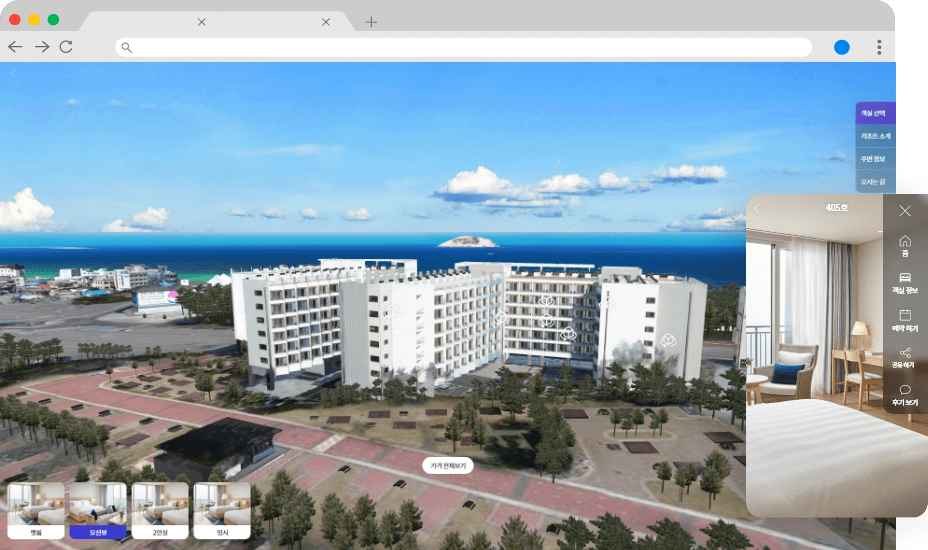 객실 선택
리조트 소개
주변 정보
오시는 길
405호
홈
객실 정보
예약 하기
공유 하기
후기 보기
가격 전체보기
오션뷰
2인실